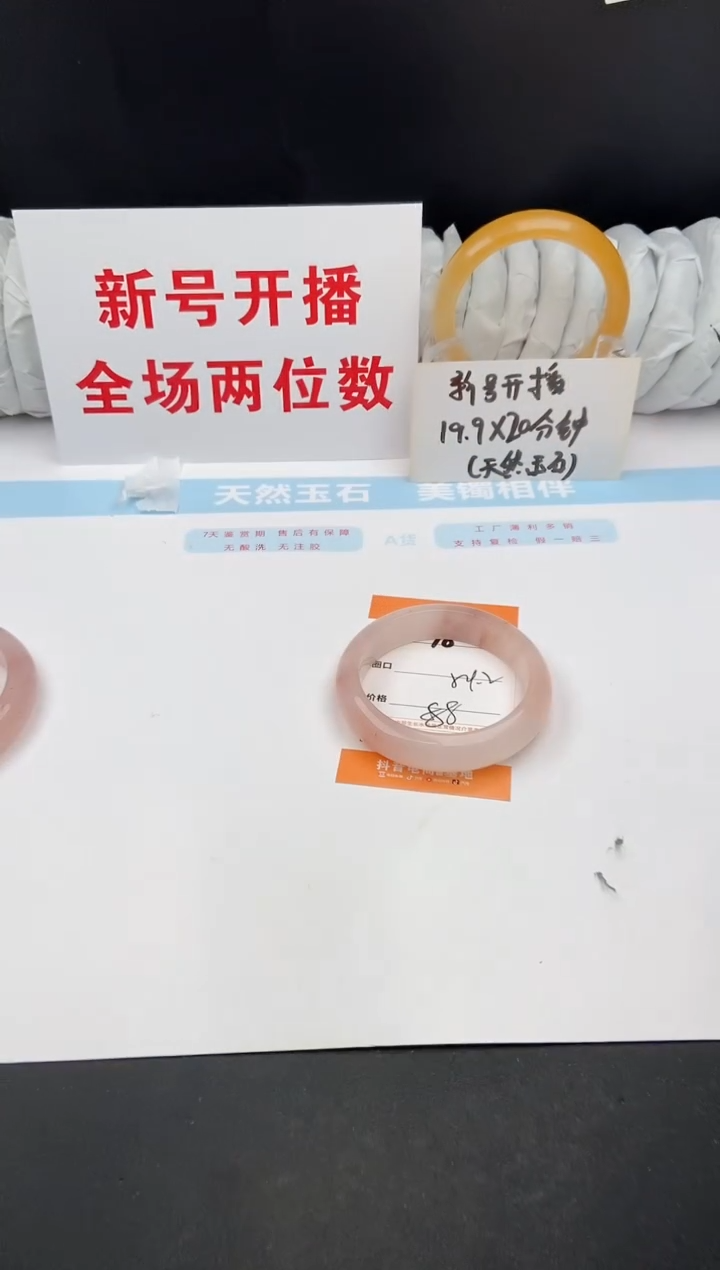 新号开播
全场两位数
新号开播
19.9X20分钟
(天然玉石)
天然玉石 美镯相伴
7天鉴赏期 售后有保障
无酸洗 无注胶
A货
工厂薄利多销
支持复检 假一赔三
圈口
价格
88